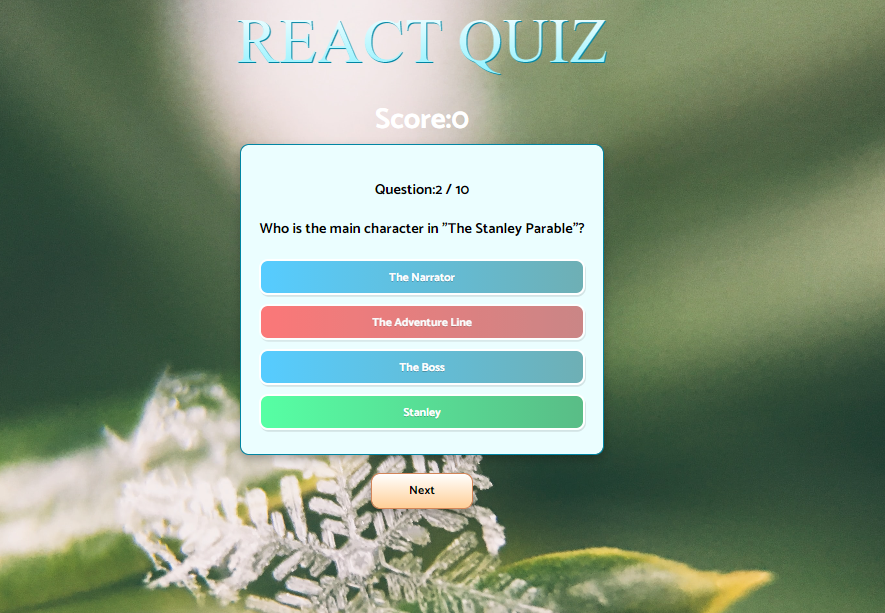 REACT QUIZ
Score:0
Question:2 / 10
Who is the main character in "The Stanley Parable"?
The Narrator
The Adventure Line
The Boss
Stanley
Next